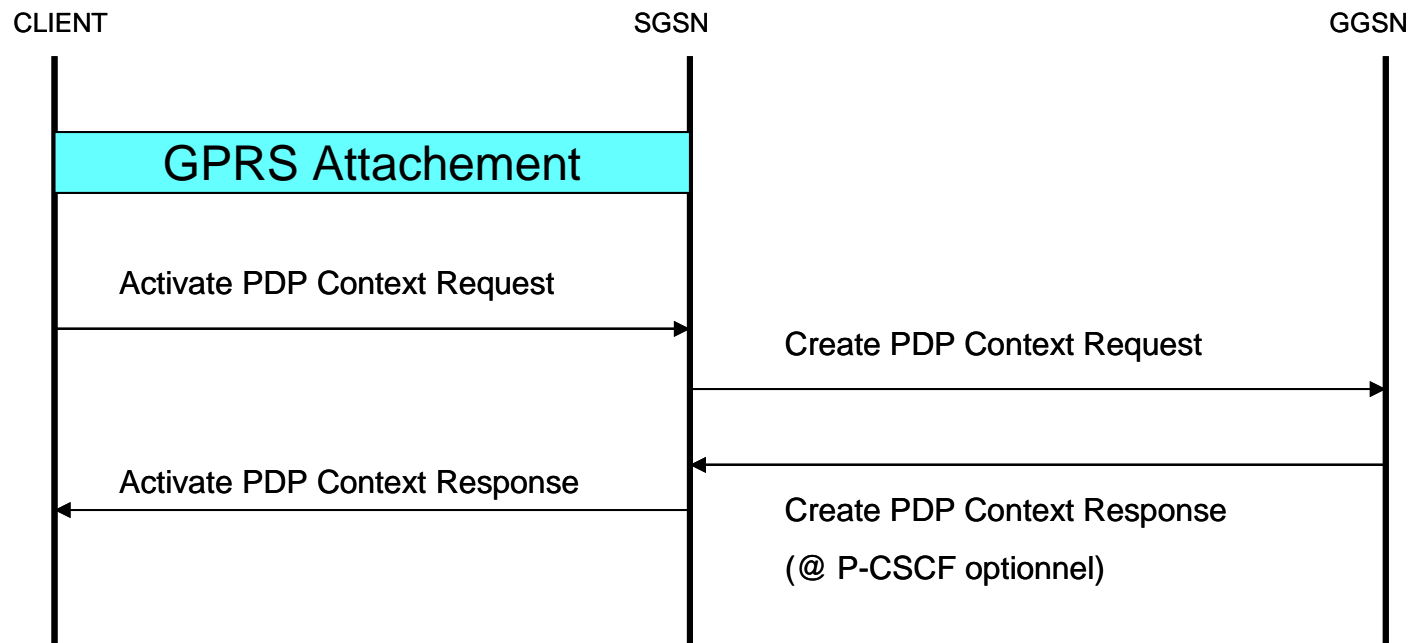 CLIENT
SGSN
GGSN
GPRS Attachement
Activate PDP Context Request
Create PDP Context Request
Activate PDP Context Response
Create PDP Context Response
(@ P-CSCF optionnel)